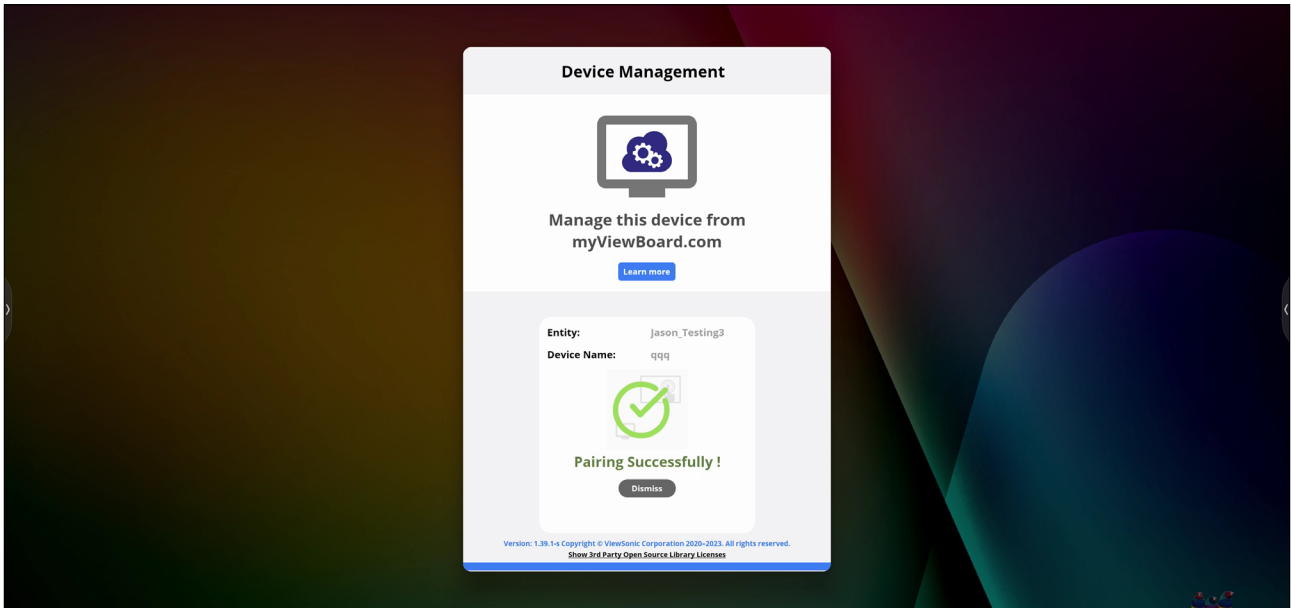 Device Management
Manage this device from
myViewBoard.com
Learn more
Entity: Jason_Testing3
Device Name: qqq
Pairing Successfully !
Dismiss
Version: 1.39.1-s Copyright © ViewSonic Corporation 2020–2023. All rights reserved.
Show 3rd Party Open Source Library Licenses